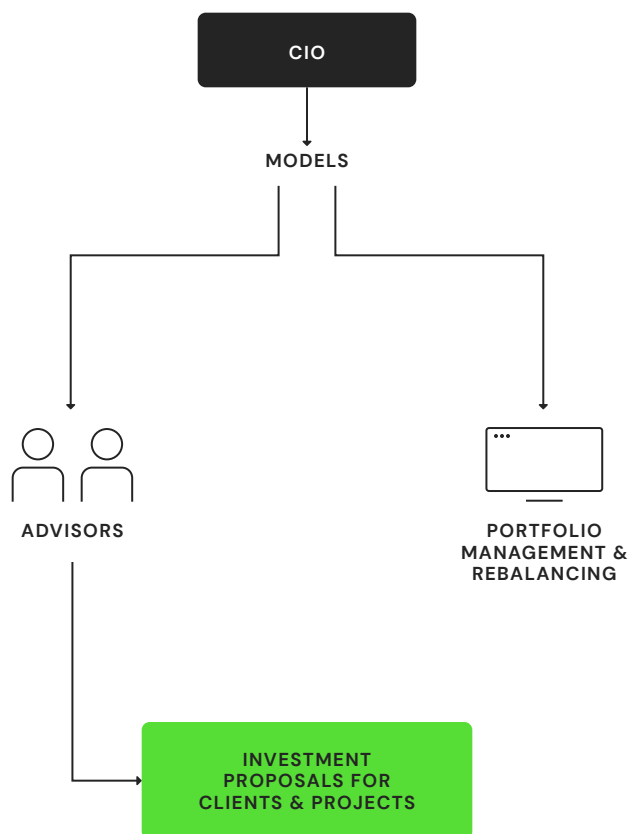 CIO
MODELS
ADVISORS
PORTFOLIO
MANAGEMENT &
REBALANCING
INVESTMENT
PROPOSALS FOR
CLIENTS & PROJECTS